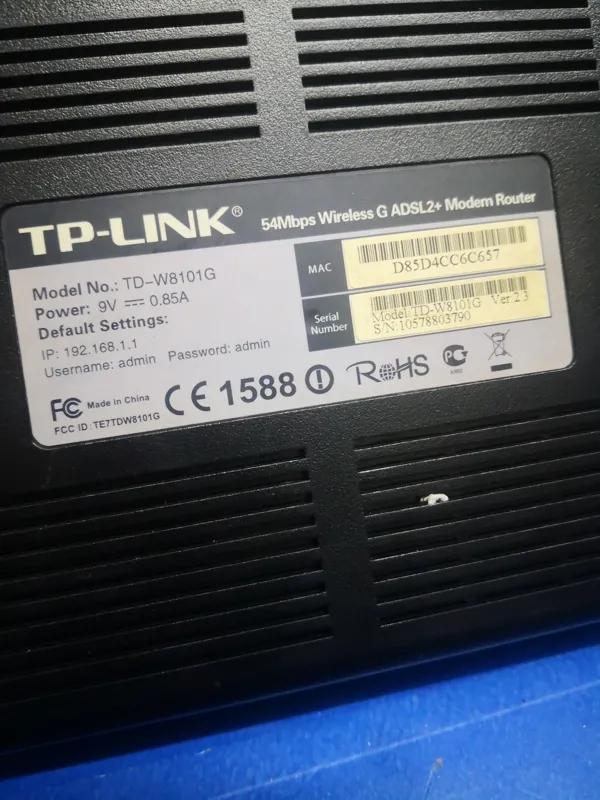 TP-LINK®
54Mbps Wireless G ADSL2+ Modem Router
Model No.: TD-W8101G
Power: 9V 0.85A
Default Settings:
IP: 192.168.1.1
Username: admin Password: admin
MAC
D85D4CC6C657
Serial Number
Model: TD-W8101G Ver: 2.3
S/N:10578803790
FC Made in China
FCC ID : TE7TDW8101G
CE 1588
RoHS